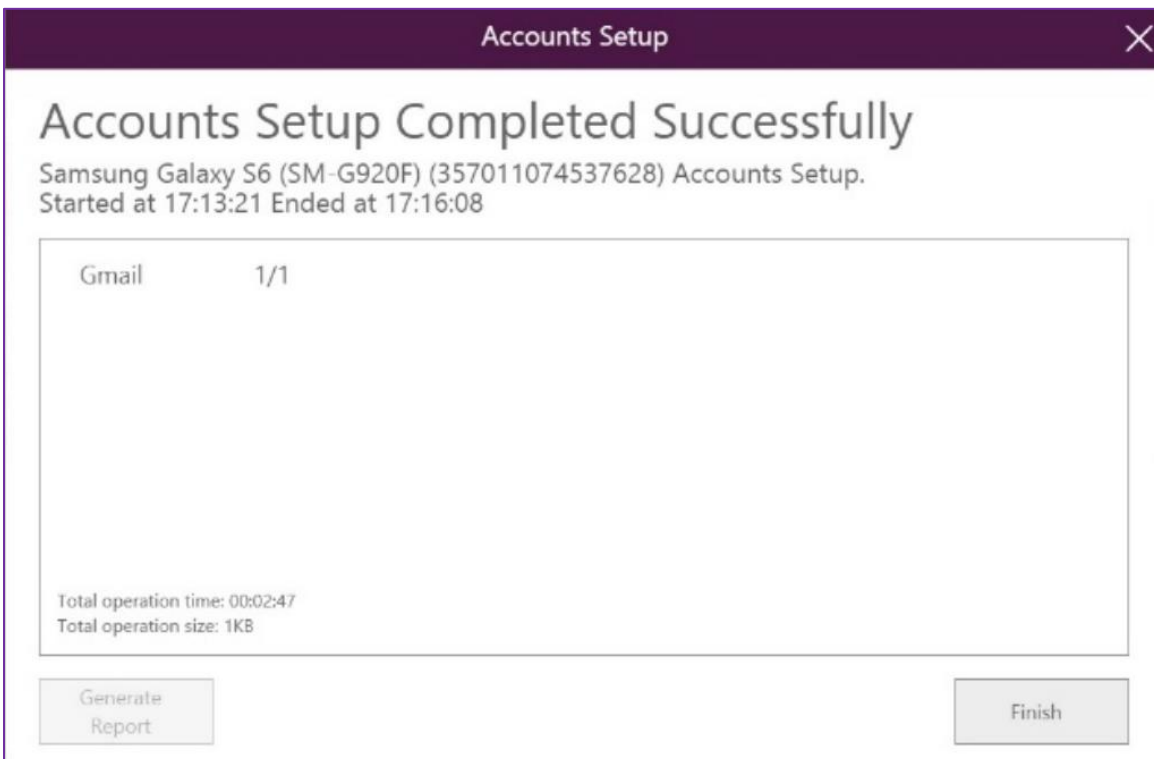 Accounts Setup
Accounts Setup Completed Successfully
Samsung Galaxy S6 (SM-G920F) (357011074537628) Accounts Setup.
Started at 17:13:21 Ended at 17:16:08
Gmail 1/1
Total operation time: 00:02:47
Total operation size: 1KB
Generate
Report
Finish